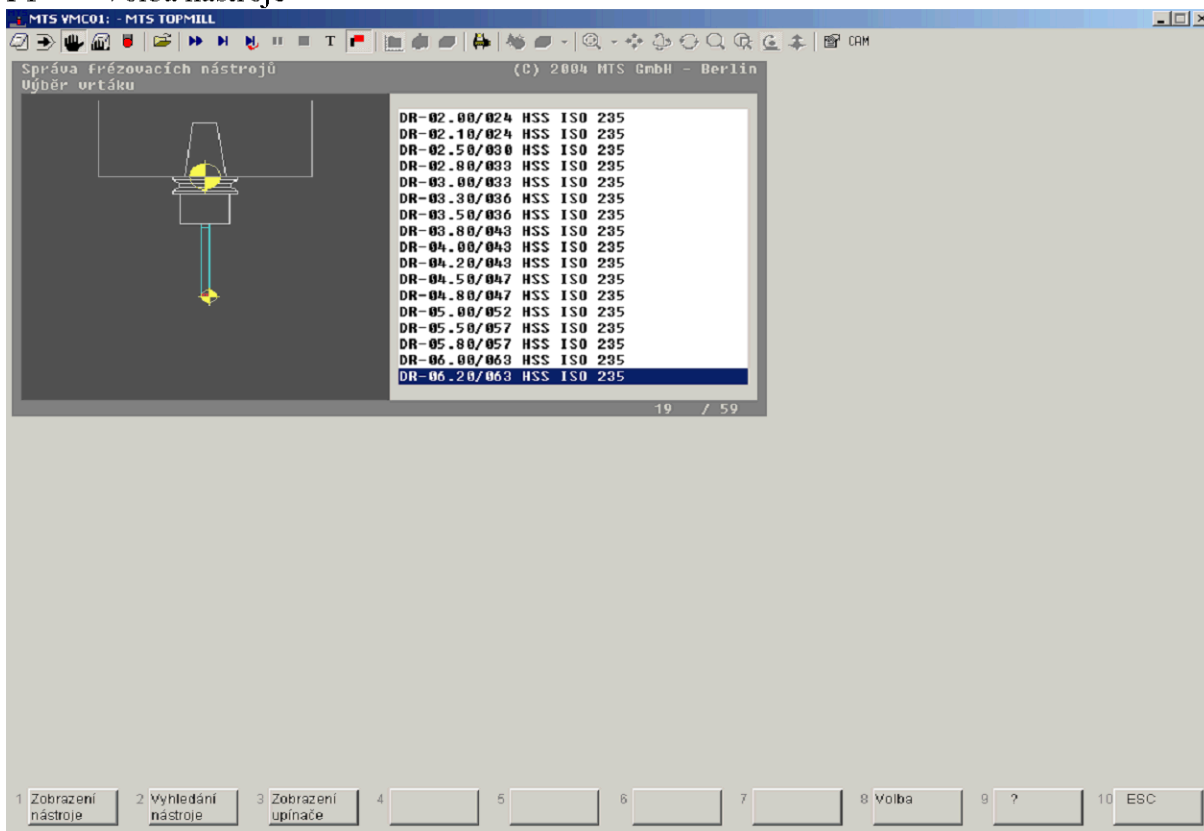 MTS VMC01: - MTS TOPMILL
T CAM
Správa frézovacích nástrojů (C) 2004 MTS GmbH - Berlin
Výběr vrtáku
DR-02.00/024 HSS ISO 235
DR-02.10/024 HSS ISO 235
DR-02.50/030 HSS ISO 235
DR-02.80/033 HSS ISO 235
DR-03.00/033 HSS ISO 235
DR-03.30/036 HSS ISO 235
DR-03.50/036 HSS ISO 235
DR-03.80/043 HSS ISO 235
DR-04.00/043 HSS ISO 235
DR-04.20/043 HSS ISO 235
DR-04.50/047 HSS ISO 235
DR-04.80/047 HSS ISO 235
DR-05.00/052 HSS ISO 235
DR-05.50/057 HSS ISO 235
DR-05.80/057 HSS ISO 235
DR-06.00/063 HSS ISO 235
DR-06.20/063 HSS ISO 235
19 / 59
1 Zobrazení nástroje 2 Vyhledání nástroje 3 Zobrazení upínače 4 5 6 7 8 Volba 9 ? 10 ESC